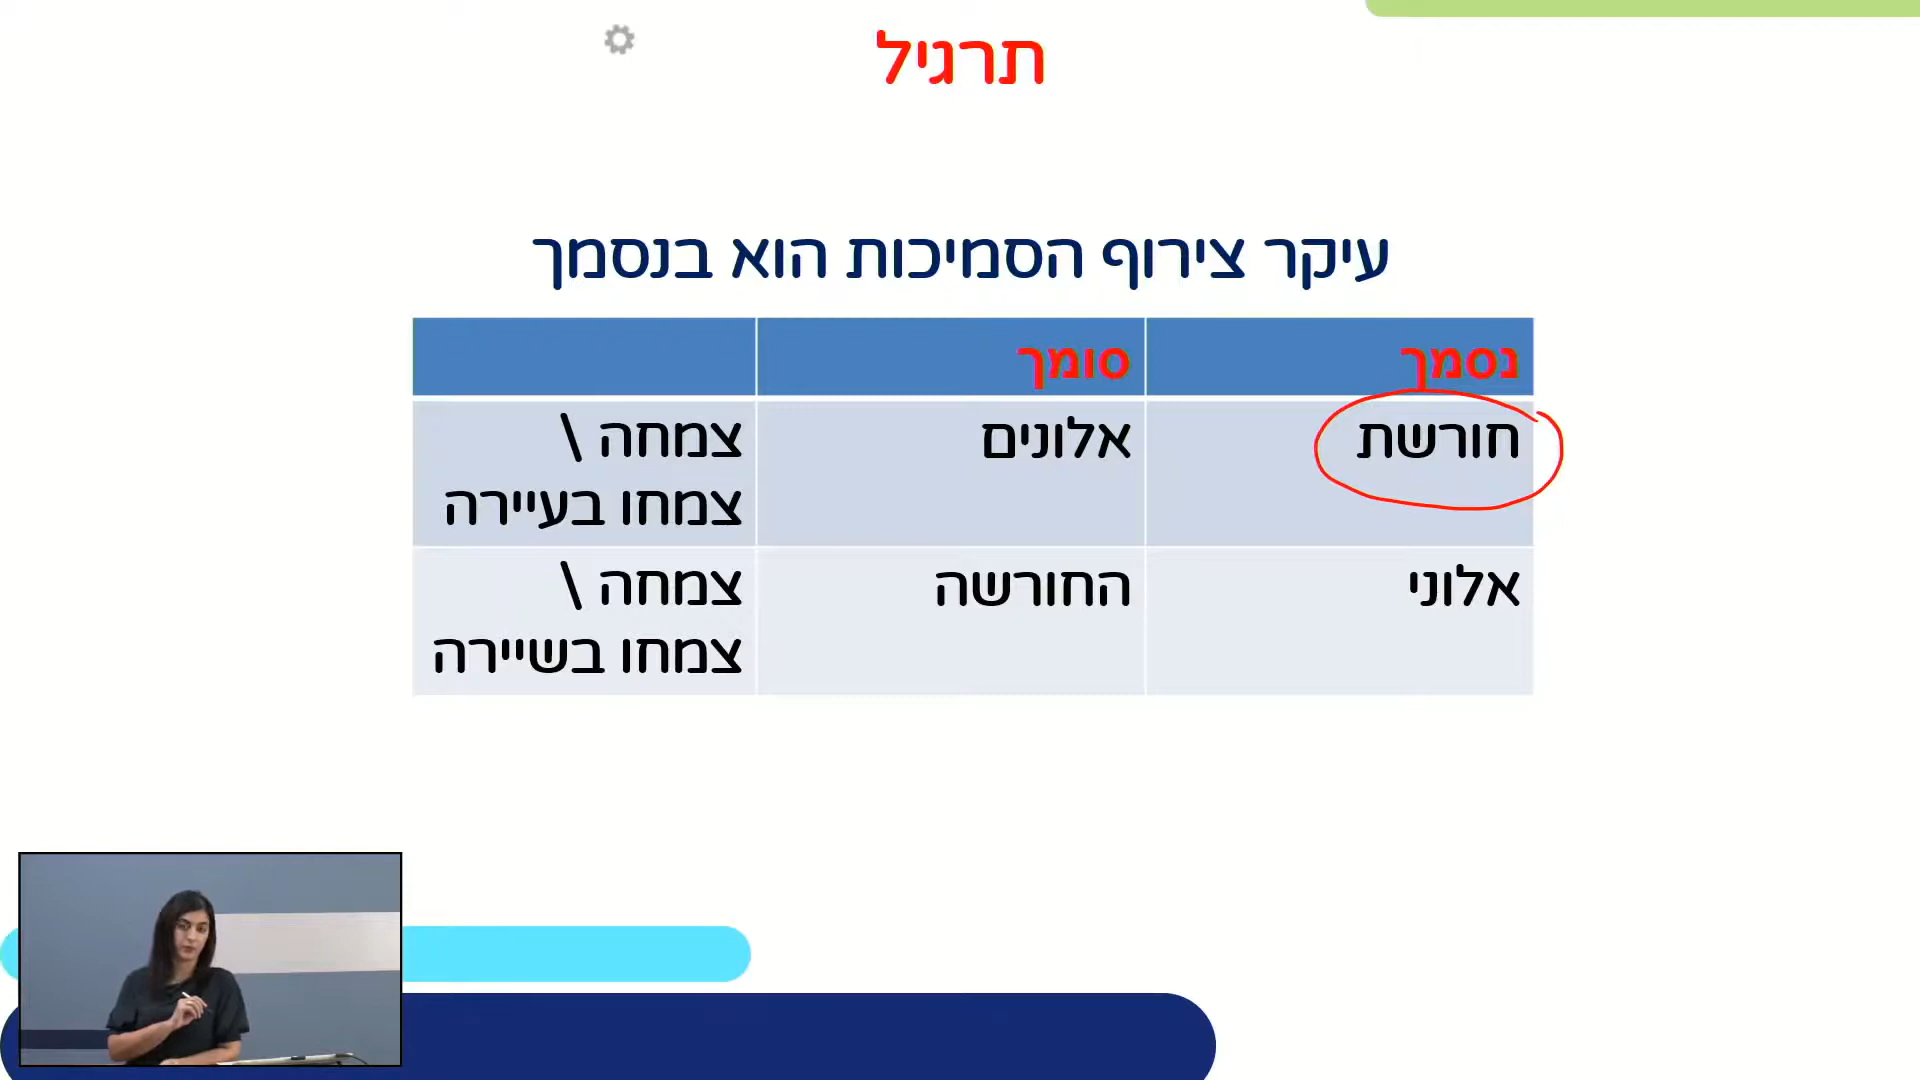 תרגיל
עיקר צירוף הסמיכות הוא בנסמך
נסמך סומך
חורשת אלונים צמחה \
צמחו בעיירה
אלוני החורשה צמחה \
צמחו בשיירה